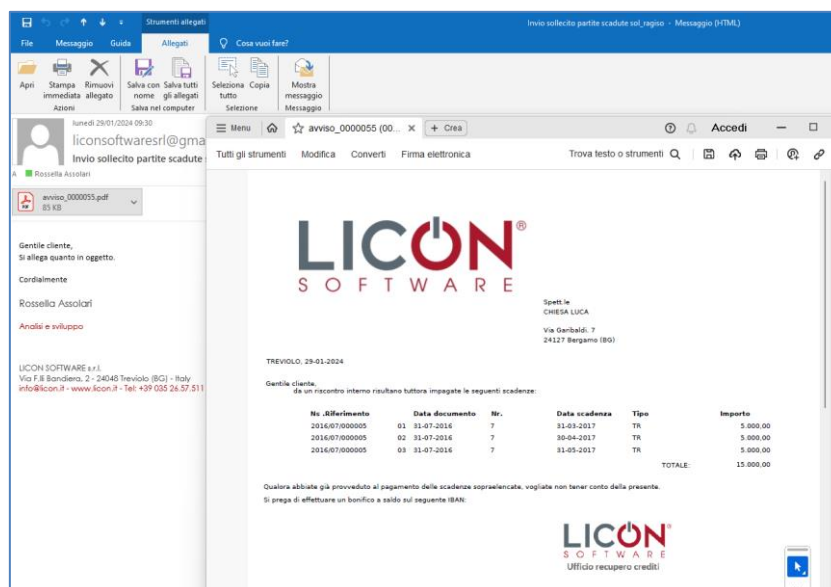 Strumenti allegati
Invio sollecito partite scadute sol_ragiso - Messaggio (HTML)
File Messaggio Guida Allegati Cosa vuoi fare?
Apri Stampa immediata Rimuovi allegato Salva con nome Salva tutti gli allegati Seleziona tutto Copia Mostra messaggio
Azioni Salva nel computer Selezione Messaggio
lunedì 29/01/2024 09:30
liconsoftwaresrl@gma
Invio sollecito partite scadute
A Rossella Assolari
avviso_0000055.pdf
85 KB
Gentile cliente,
Si allega quanto in oggetto.
Cordialmente
Rossella Assolari
Analisi e sviluppo
LICON SOFTWARE s.r.l.
Via F.lli Bandiera, 2 - 24048 Treviolo (BG) - Italy
info@licon.it - www.licon.it - Tel: +39 035 26.57.511
Menu avviso_0000055 (00... × + Crea Accedi
Tutti gli strumenti Modifica Converti Firma elettronica Trova testo o strumenti
LICON®
SOFTWARE
Spett.le
CHIESA LUCA
Via Garibaldi, 7
24127 Bergamo (BG)
TREVIOLO, 29-01-2024
Gentile cliente,
da un riscontro interno risultano tuttora impagate le seguenti scadenze:
Ns .Riferimento Data documento Nr. Data scadenza Tipo Importo
2016/07/000005 01 31-07-2016 7 31-03-2017 TR 5.000,00
2016/07/000005 02 31-07-2016 7 30-04-2017 TR 5.000,00
2016/07/000005 03 31-07-2016 7 31-05-2017 TR 5.000,00
TOTALE: 15.000,00
Qualora abbiate già provveduto al pagamento delle scadenze sopraelencate, vogliate non tener conto della presente.
Si prega di effettuare un bonifico a saldo sul seguente IBAN:
LICON®
SOFTWARE
Ufficio recupero crediti